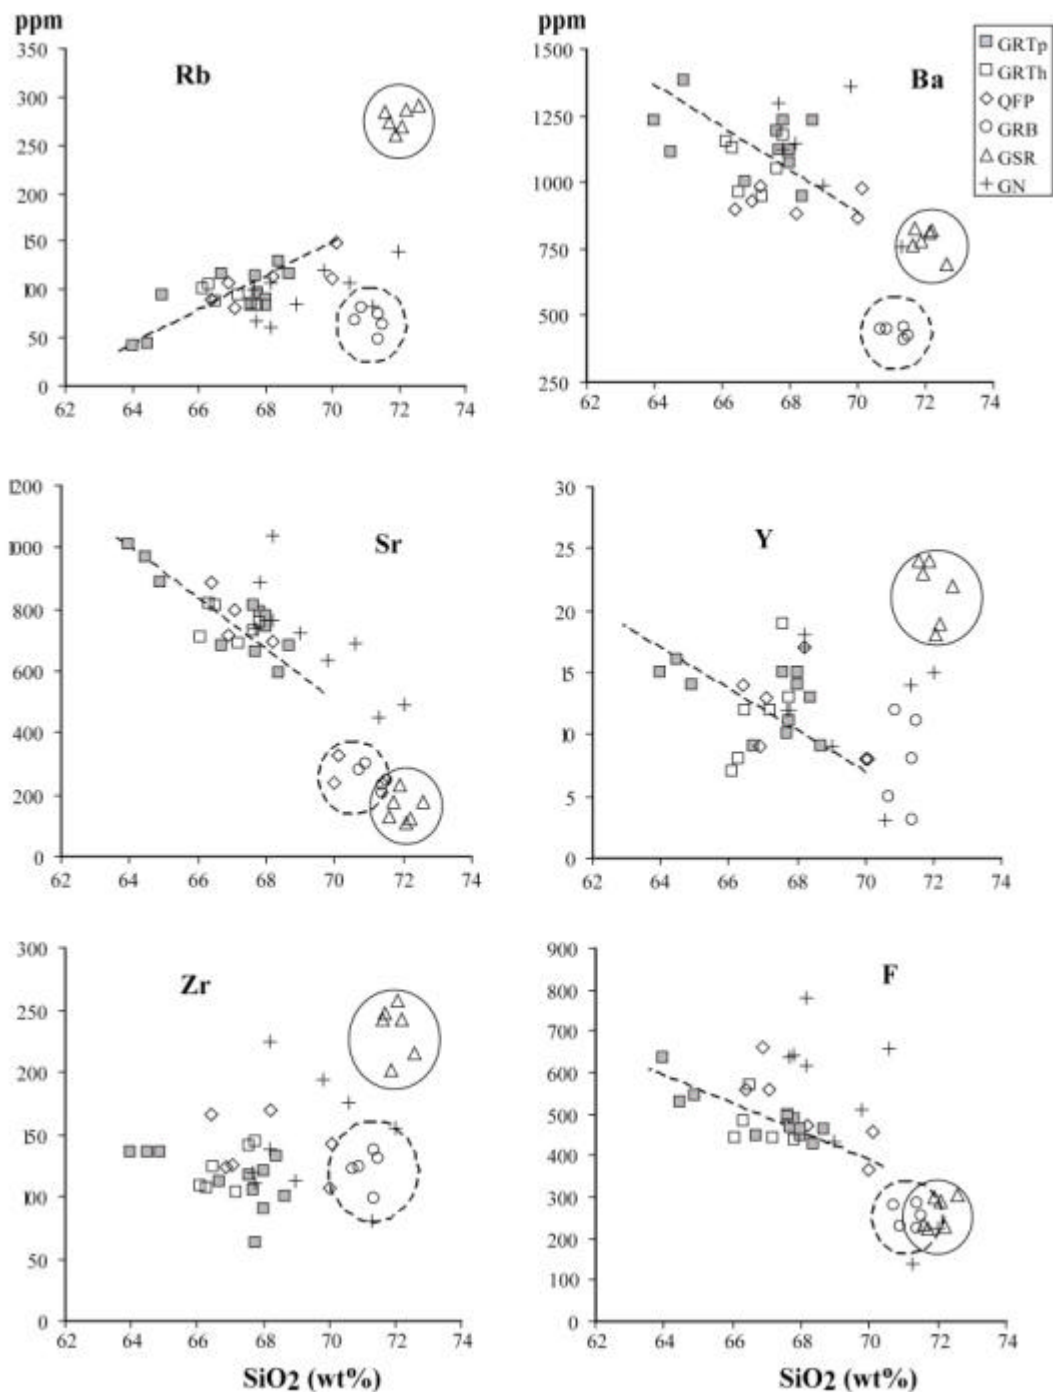 ppm
350
300
250
200
150
100
50
0
62 64 66 68 70 72 74
Rb
ppm
1500
1250
1000
750
500
250
62 64 66 68 70 72 74
Ba
GRTp
GRTh
QFP
GRB
GSR
GN
1200
1000
800
600
400
200
0
62 64 66 68 70 72 74
Sr
30
25
20
15
10
5
0
62 64 66 68 70 72 74
Y
300
250
200
150
100
50
0
62 64 66 68 70 72 74
Zr
SiO2 (wt%)
900
800
700
600
500
400
300
200
100
0
62 64 66 68 70 72 74
F
SiO2 (wt%)